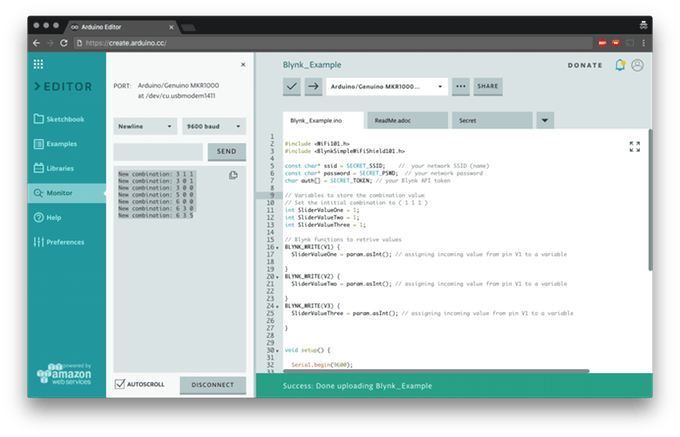 Arduino Editor
https://create.arduino.cc/
EDITOR
Sketchbook
Examples
Libraries
Monitor
Help
Preferences
powered by
amazon
web services
PORT:
Arduino/Genuino MKR1000
at /dev/cu.usbmodem1411
Newline
9600 baud
SEND
New combination: 3 1 1
New combination: 3 0 1
New combination: 3 0 0
New combination: 5 0 0
New combination: 6 0 0
New combination: 6 3 0
New combination: 6 3 5
AUTOSCROLL
DISCONNECT
Blynk_Example
DONATE
Arduino/Genuino MKR1000...
SHARE
Blynk_Example.ino
ReadMe.adoc
Secret
1
2 #include <WiFi101.h>
3 #include <BlynkSimpleWiFiShield101.h>
4
5 const char* ssid = SECRET_SSID; // your network SSID (name)
6 const char* password = SECRET_PSWD; // your network password
7 char auth[] = SECRET_TOKEN; // your Blynk API token
8
9 // Variables to store the combination value
10 // Set the intitial combination to ( 1 1 1 )
11 int SliderValueOne = 1;
12 int SliderValueTwo = 1;
13 int SliderValueThree = 1;
14
15 // Blynk functions to retrive values
16 BLYNK_WRITE(V1) {
17 SliderValueOne = param.asInt(); // assigning incoming value from pin V1 to a variable
18
19 }
20 BLYNK_WRITE(V2) {
21 SliderValueTwo = param.asInt(); // assigning incoming value from pin V1 to a variable
22
23 }
24 BLYNK_WRITE(V3) {
25 SliderValueThree = param.asInt(); // assigning incoming value from pin V1 to a variable
26
27 }
28
29
30 void setup() {
31
32 Serial.begin(9600);
Success: Done uploading Blynk_Example